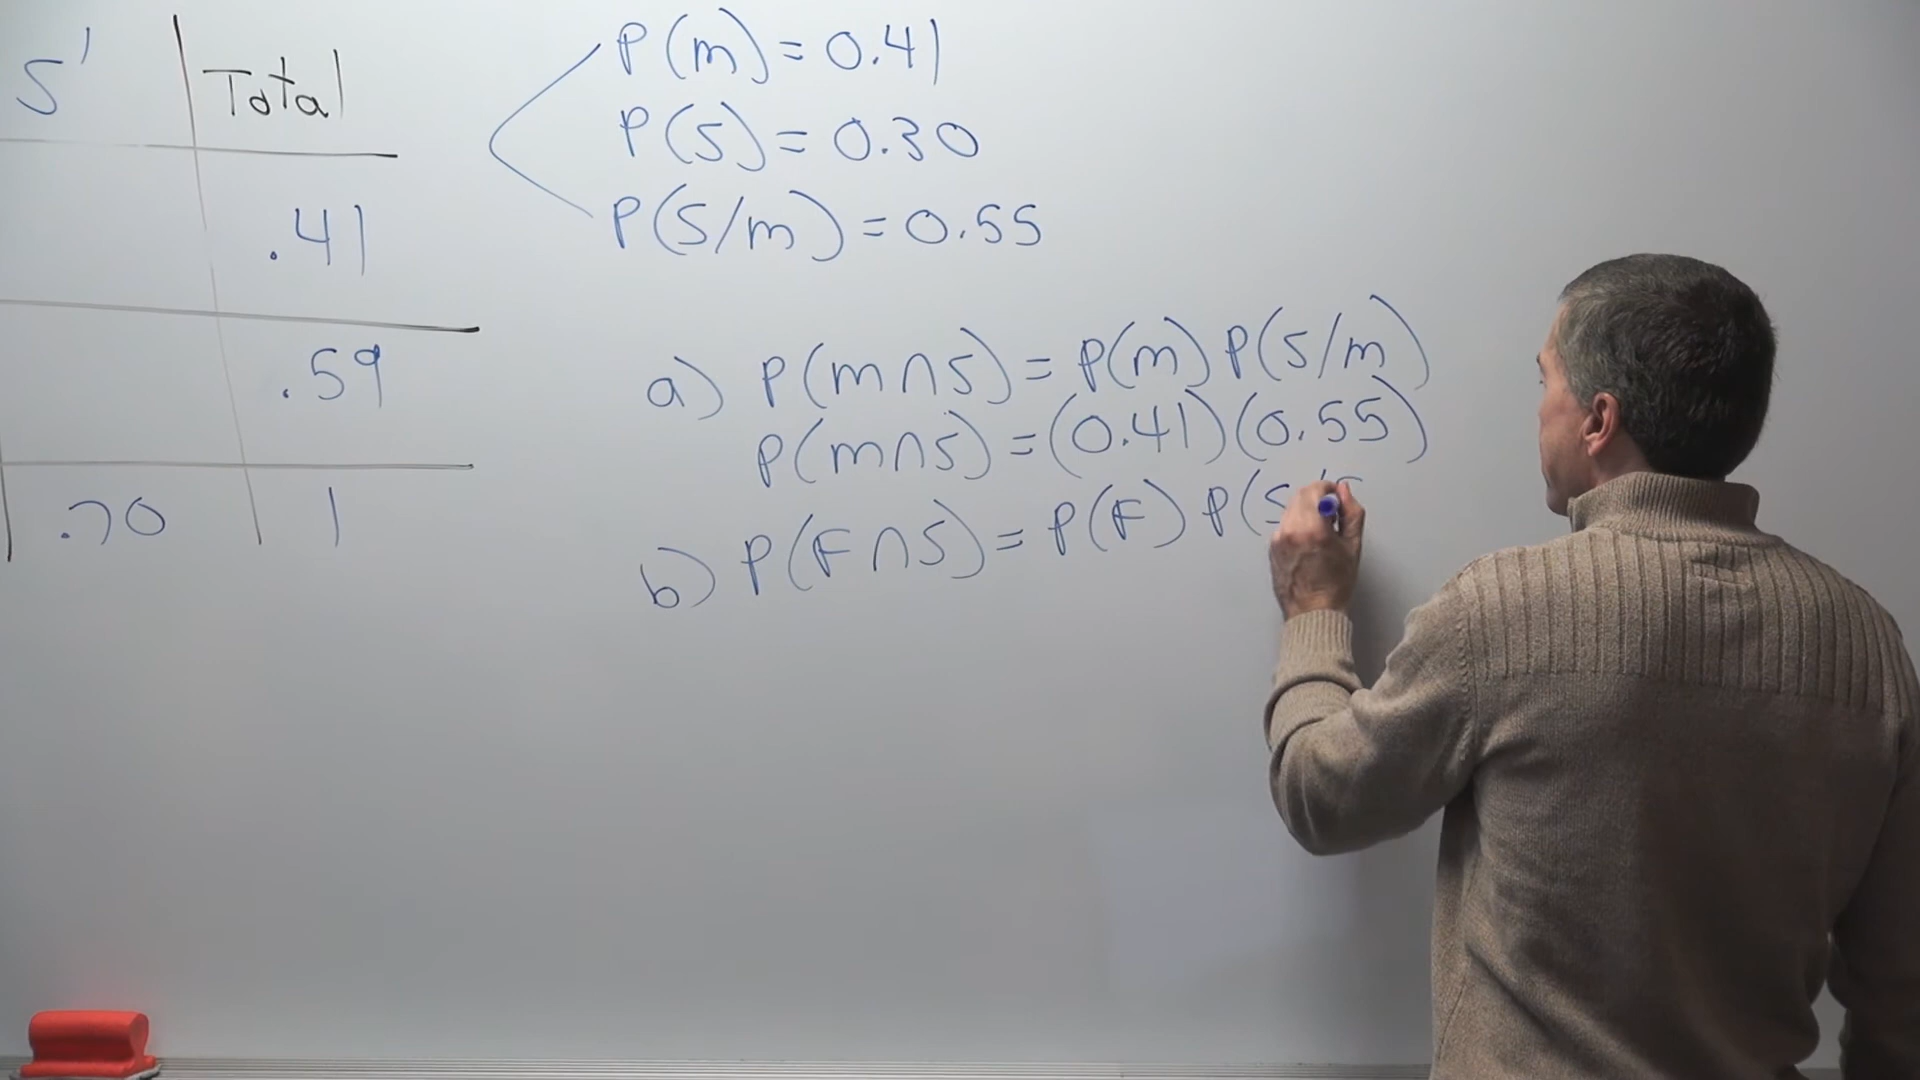 S' Total
.41
.59
.70 1
P(m) = 0.41
P(S) = 0.30
P(S/m) = 0.55
a) P(m∩S) = P(m) P(S/m)
P(m∩S) = (0.41)(0.55)
b) P(F∩S) = P(F) P(S